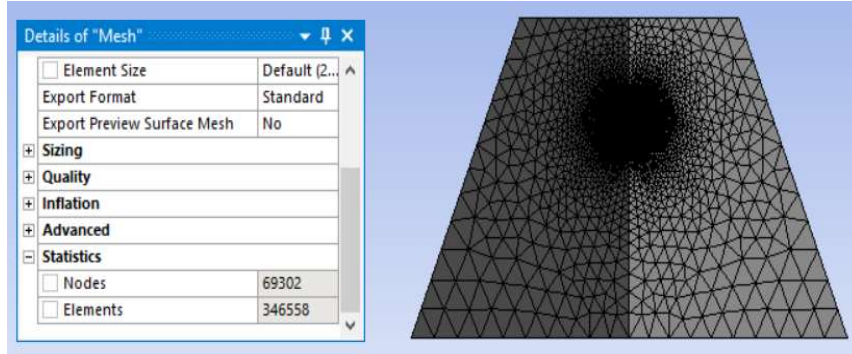 Details of "Mesh"
Element Size Default (2...
Export Format Standard
Export Preview Surface Mesh No
Sizing
Quality
Inflation
Advanced
Statistics
Nodes 69302
Elements 346558